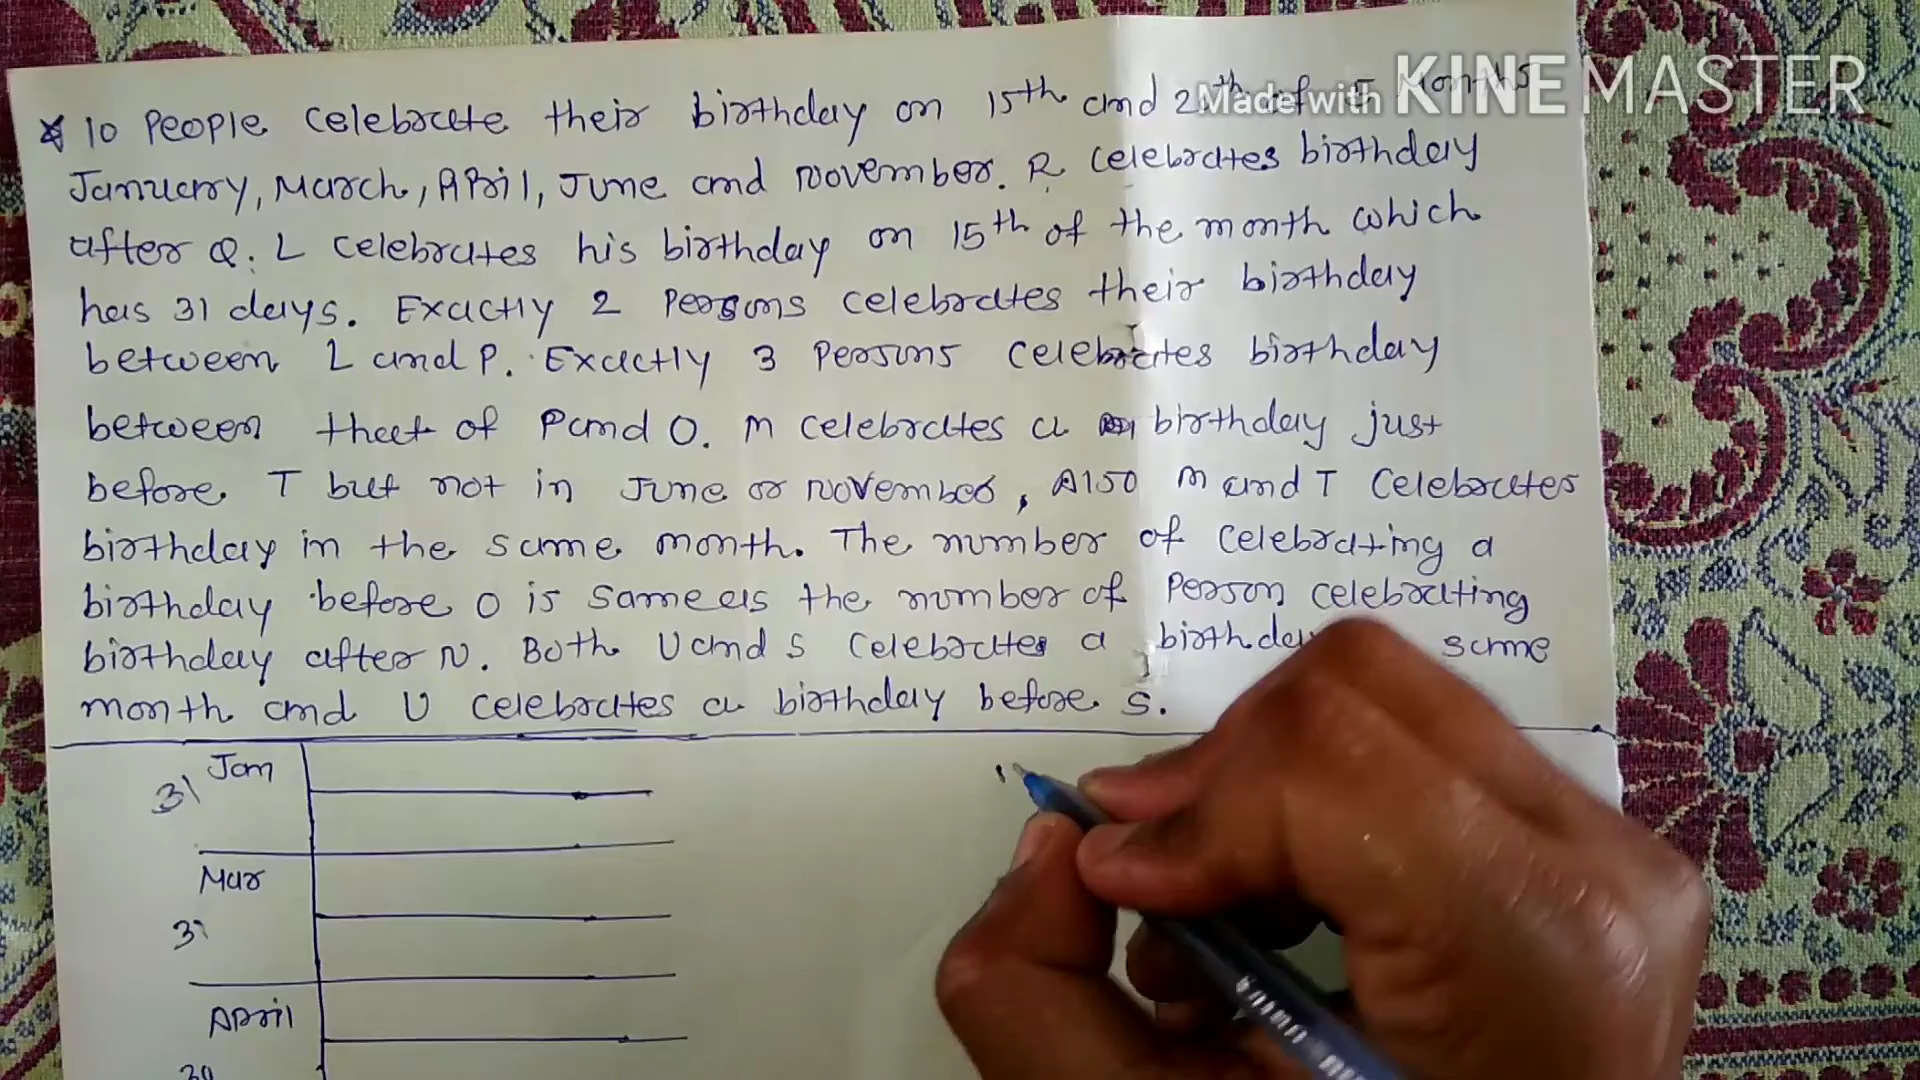 10 People celebrate their birthday on 15th and of 5 Months
Made with KINEMASTER
January, March, April, June and November. R celebrates birthday
after Q. L celebrates his birthday on 15th of the month which
has 31 days. Exactly 2 Persons celebrates their birthday
between L and P. Exactly 3 Persons celebrates birthday
between that of P and O. M celebrates a birthday just
before T but not in June or November, Also M and T Celebrates
birthday in the same month. The number of celebrating a
birthday before O is same as the number of Person celebrating
birthday after N. Both U and S celebrates a same
month and U celebrates a birthday before S.
Jan
31
Mar
April